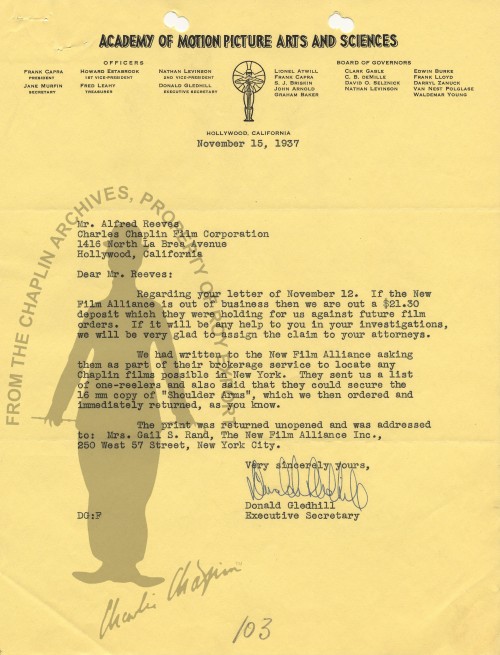 ACADEMY OF MOTION PICTURE ARTS AND SCIENCES
OFFICERS
FRANK CAPRA
PRESIDENT
JANE MURFIN
SECRETARY
HOWARD ESTABROOK
1ST VICE-PRESIDENT
FRED LEAHY
TREASURER
NATHAN LEVINSON
2ND VICE-PRESIDENT
DONALD GLEDHILL
EXECUTIVE SECRETARY
BOARD OF GOVERNORS
LIONEL ATWILL
FRANK CAPRA
S. J. BRISKIN
JOHN ARNOLD
GRAHAM BAKER
CLARK GABLE
C. B. DEMILLE
DAVID O. SELZNICK
NATHAN LEVINSON
EDWIN BURKE
FRANK LLOYD
DARRYL ZANUCK
VAN NEST POLGLASE
WALDEMAR YOUNG
HOLLYWOOD, CALIFORNIA
November 15, 1937
Mr. Alfred Reeves
Charles Chaplin Film Corporation
1416 North La Brea Avenue
Hollywood, California
Dear Mr. Reeves:
Regarding your letter of November 12. If the New
Film Alliance is out of business then we are out a $21.30
deposit which they were holding for us against future film
orders. If it will be any help to you in your investigations,
we will be very glad to assign the claim to your attorneys.
We had written to the New Film Alliance asking
them as part of their brokerage service to locate any
Chaplin films possible in New York. They sent us a list
of one-reelers and also said that they could secure the
16 mm copy of "Shoulder Arms", which we then ordered and
immediately returned, as you know.
The print was returned unopened and was addressed
to: Mrs. Gail S. Rand, The New Film Alliance Inc.,
250 West 57 Street, New York City.
Very sincerely yours,
Donald Gledhill
Donald Gledhill
Executive Secretary
DG:F
FROM THE CHAPLIN ARCHIVES, PROPERTY OF ROY EXPORT
Charlie Chaplin
103